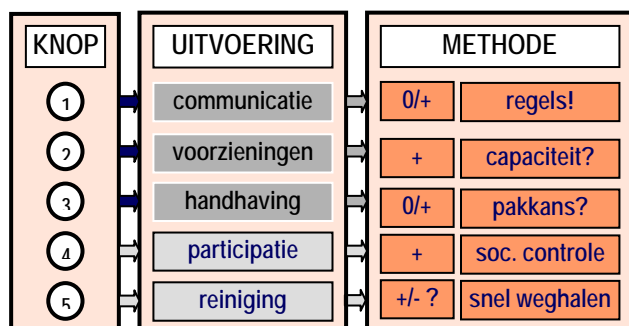 KNOP UITVOERING METHODE
1 communicatie 0/+ regels!
2 voorzieningen + capaciteit?
3 handhaving 0/+ pakkans?
4 participatie + soc. controle
5 reiniging +/- ? snel weghalen